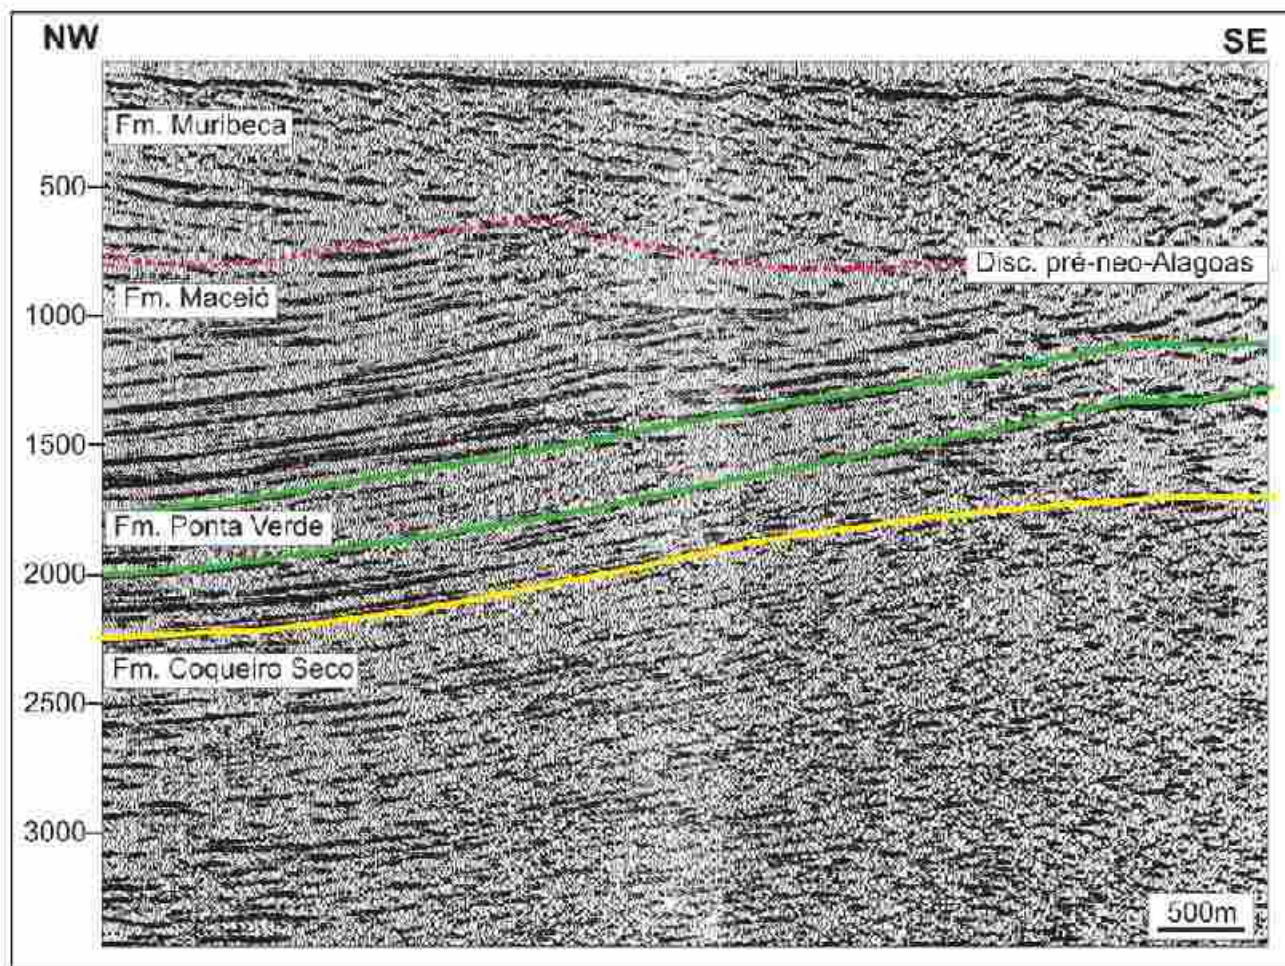 NW
SE
Fm. Muribeca
500
Disc. pré-neo-Alagoas
Fm. Maceió
1000
1500
Fm. Ponta Verde
2000
Fm. Coqueiro Seco
2500
3000
500m